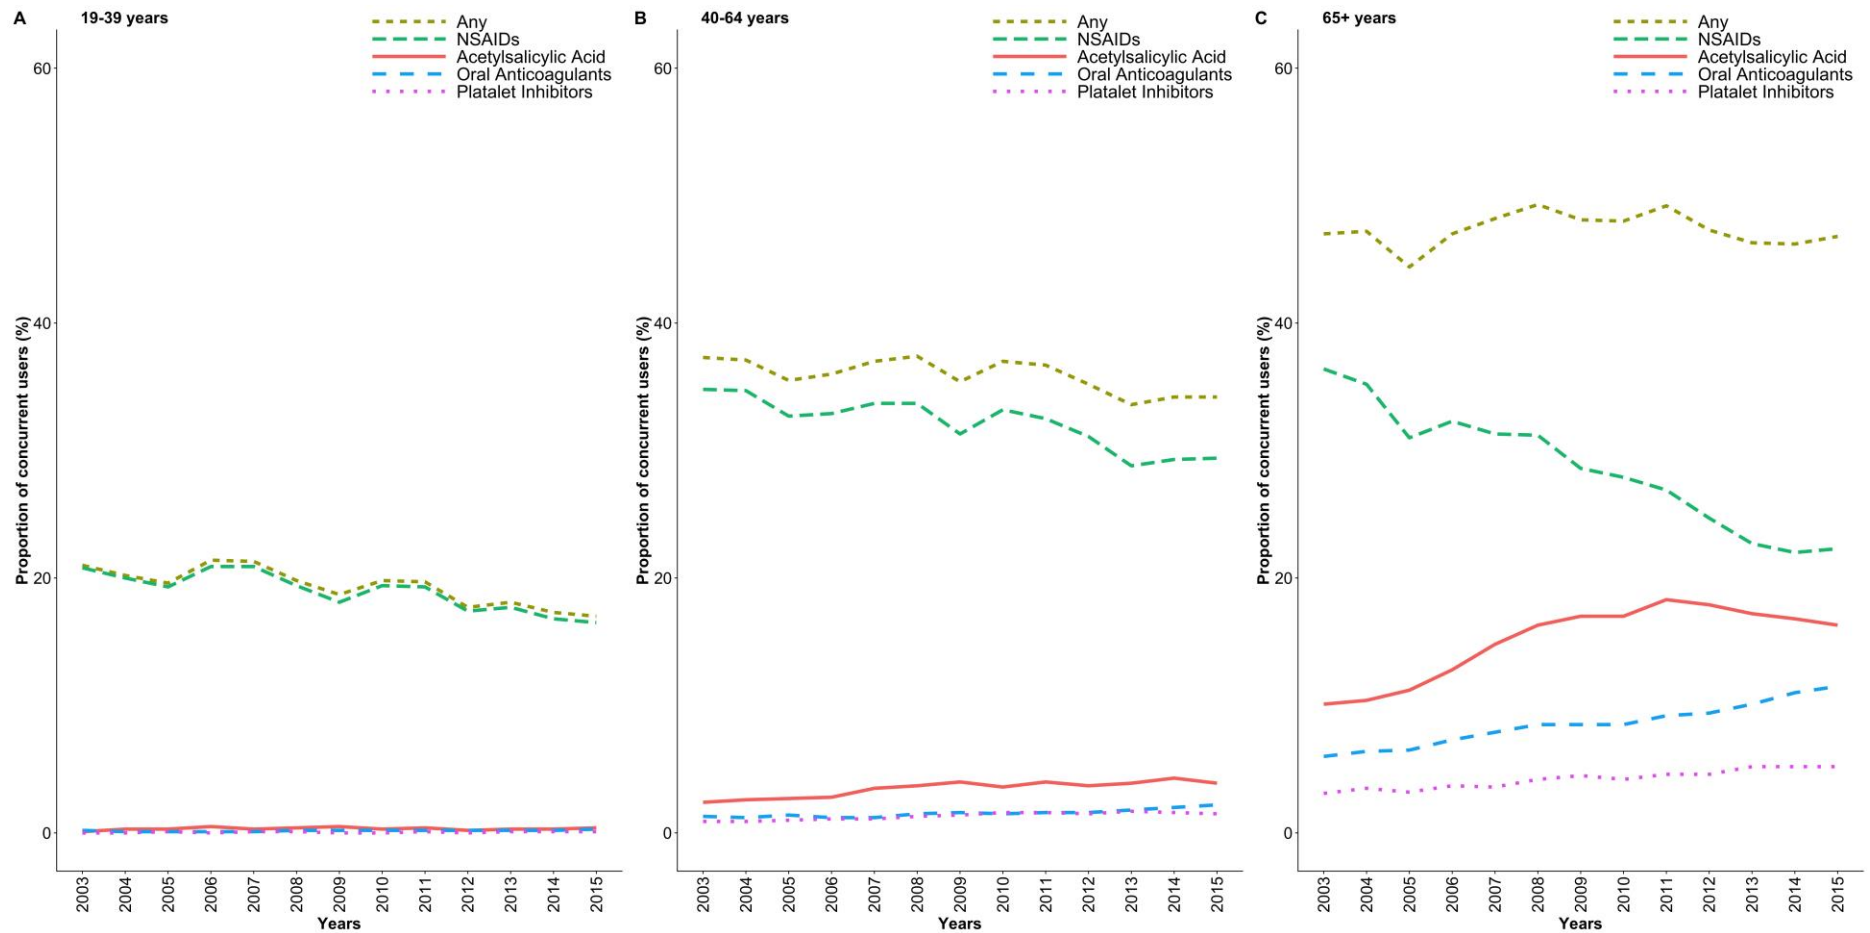 A 19-39 years
Any
NSAIDs
Acetylsalicylic Acid
Oral Anticoagulants
Platalet Inhibitors
Proportion of concurrent users (%)
60
40
20
0
2003 2004 2005 2006 2007 2008 2009 2010 2011 2012 2013 2014 2015
Years
B 40-64 years
Any
NSAIDs
Acetylsalicylic Acid
Oral Anticoagulants
Platalet Inhibitors
Proportion of concurrent users (%)
60
40
20
0
2003 2004 2005 2006 2007 2008 2009 2010 2011 2012 2013 2014 2015
Years
C 65+ years
Any
NSAIDs
Acetylsalicylic Acid
Oral Anticoagulants
Platalet Inhibitors
Proportion of concurrent users (%)
60
40
20
0
2003 2004 2005 2006 2007 2008 2009 2010 2011 2012 2013 2014 2015
Years